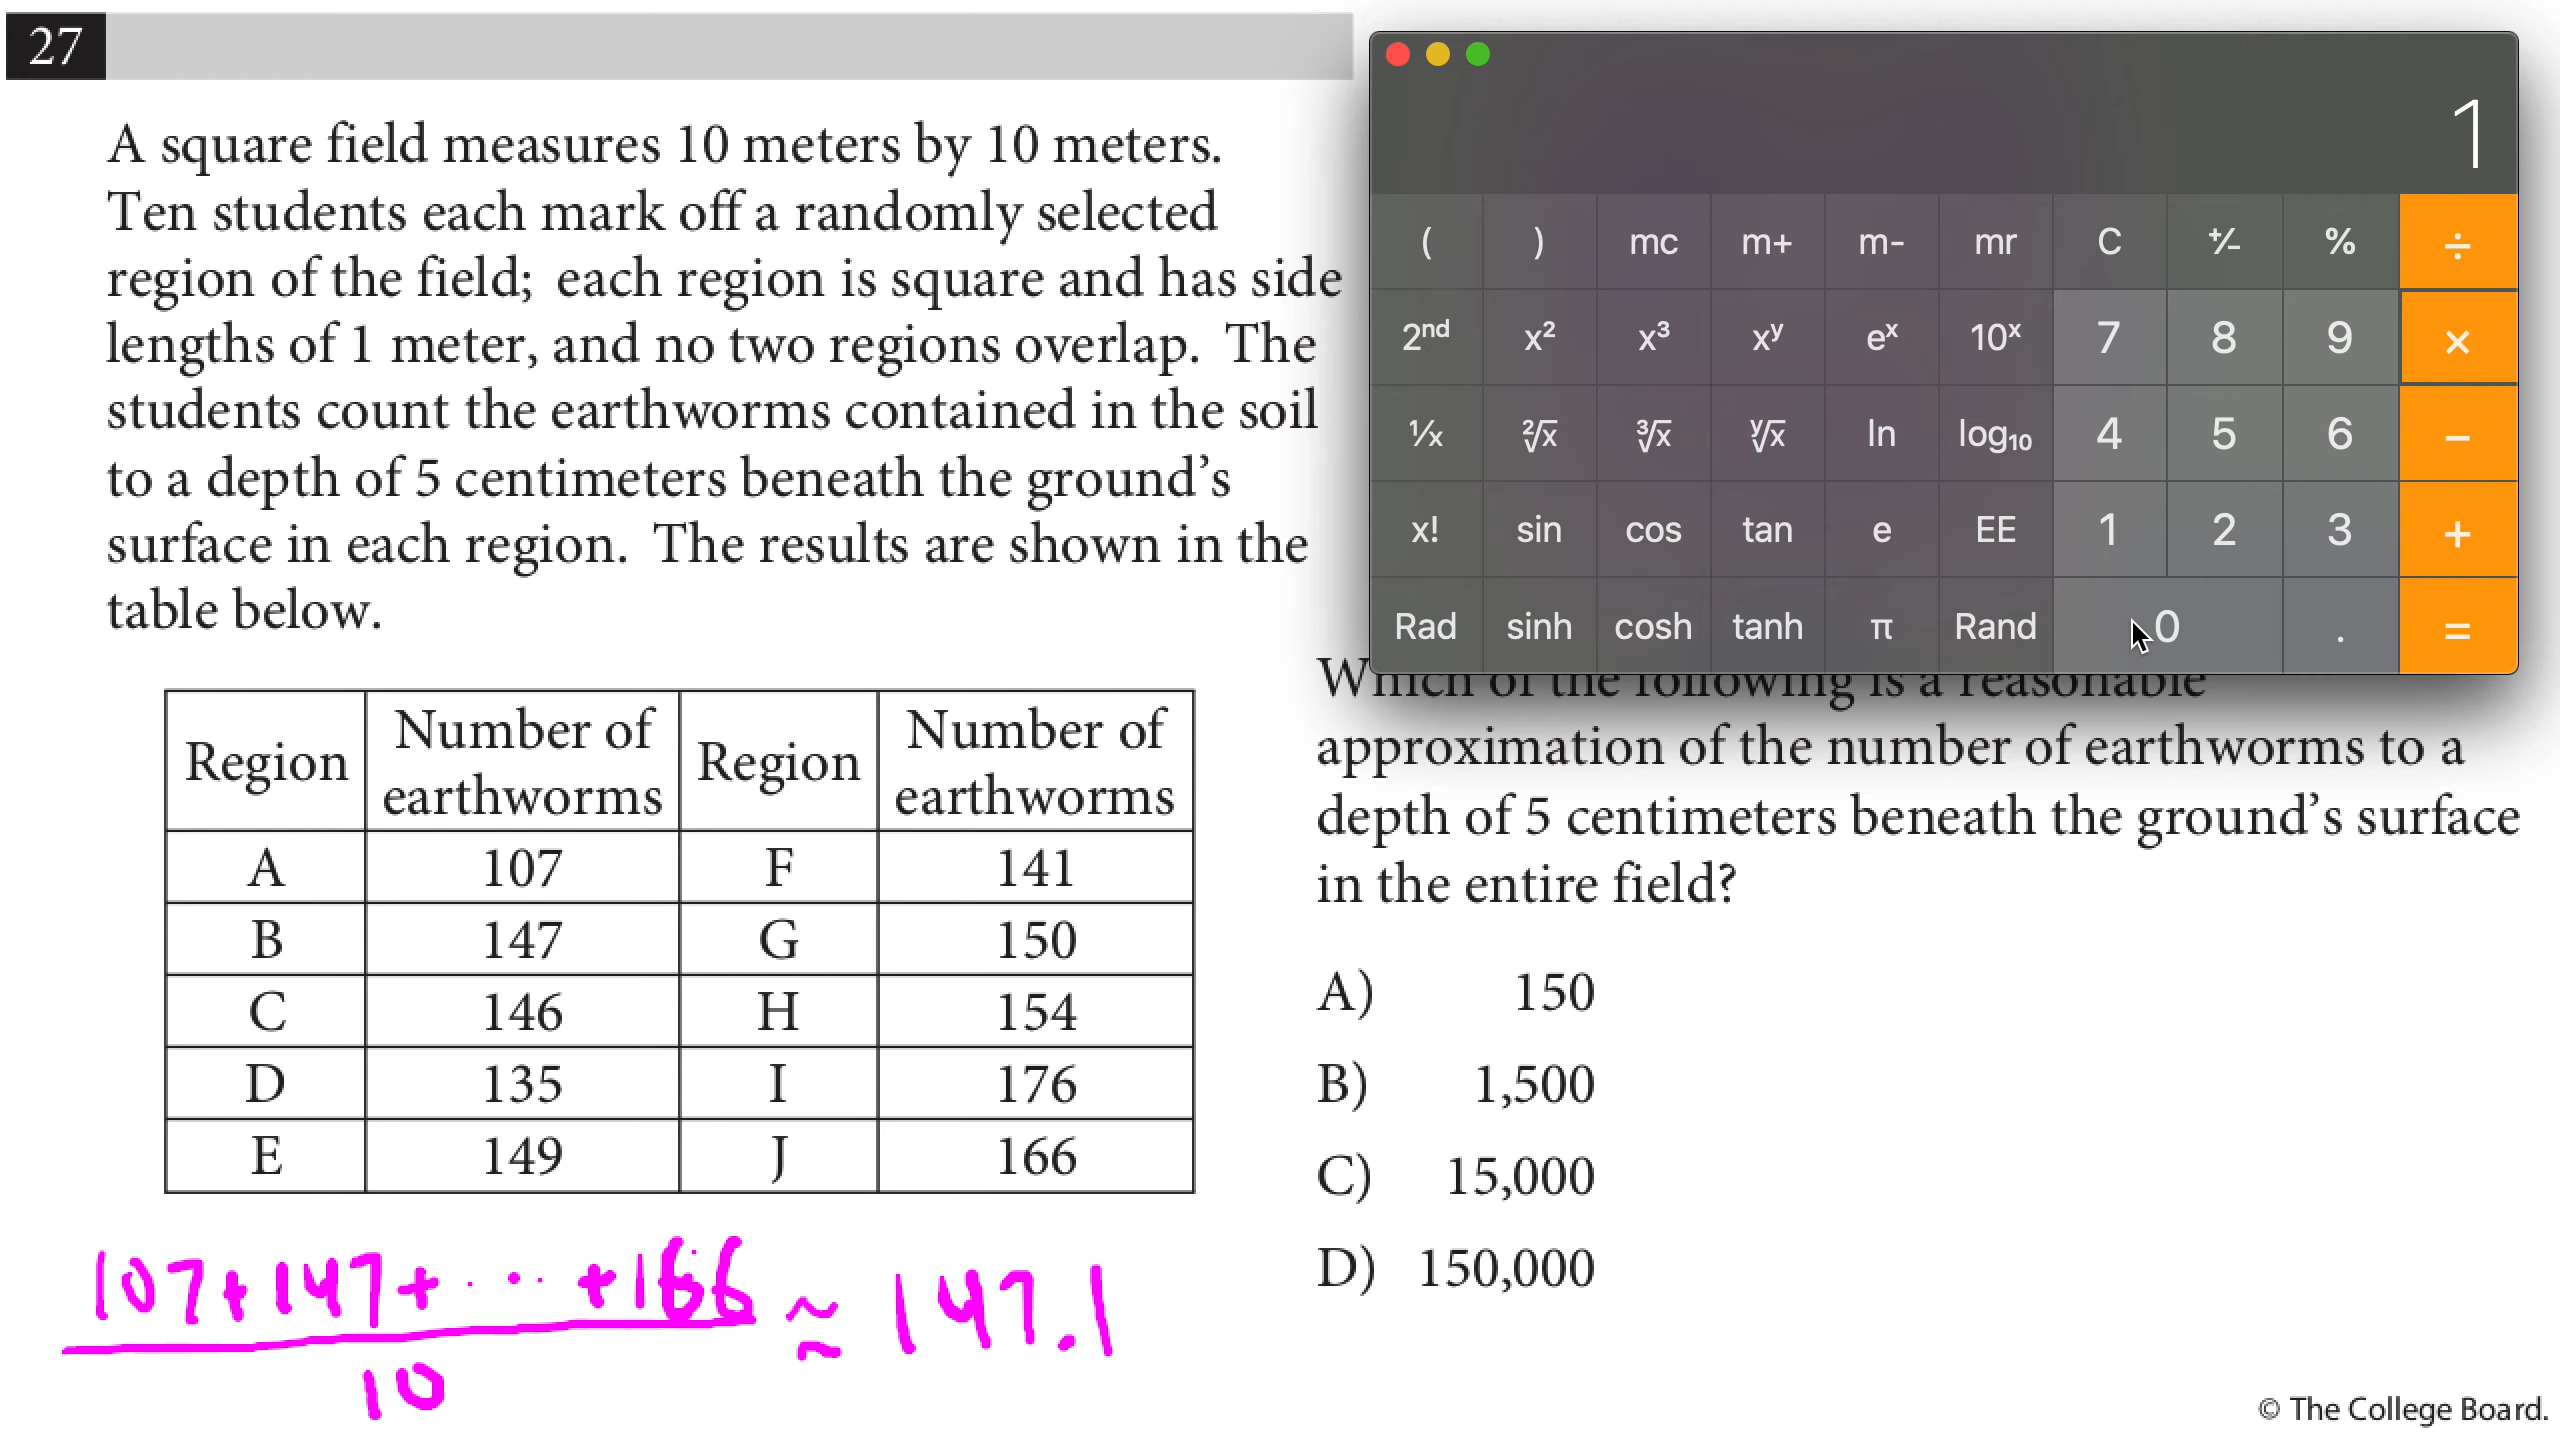 27
A square field measures 10 meters by 10 meters.
Ten students each mark off a randomly selected
region of the field; each region is square and has side
lengths of 1 meter, and no two regions overlap. The
students count the earthworms contained in the soil
to a depth of 5 centimeters beneath the ground's
surface in each region. The results are shown in the
table below.
Region Number of earthworms Region Number of earthworms
A 107 F 141
B 147 G 150
C 146 H 154
D 135 I 176
E 149 J 166
107+147+ ... +166
10
≈ 147.1
1
( ) mc m+ m- mr C +/- % ÷
2nd x² x³ xʸ eˣ 10ˣ 7 8 9 ×
1/x ²√x ³√x ʸ√x ln log₁₀ 4 5 6 −
x! sin cos tan e EE 1 2 3 +
Rad sinh cosh tanh π Rand 0 . =
Which of the following is a reasonable
approximation of the number of earthworms to a
depth of 5 centimeters beneath the ground's surface
in the entire field?
A) 150
B) 1,500
C) 15,000
D) 150,000
© The College Board.